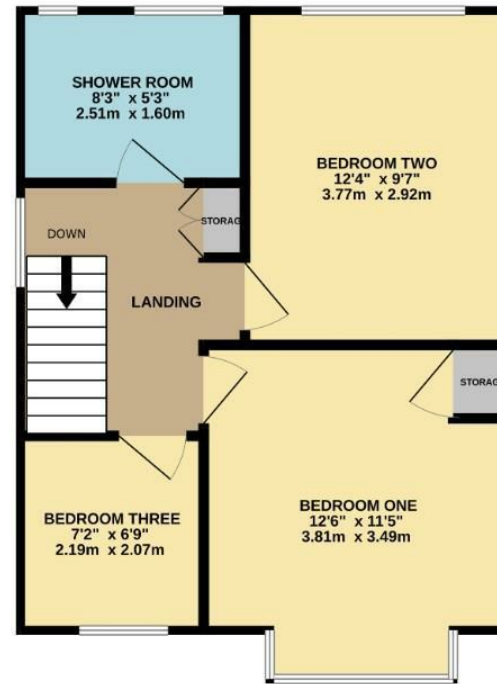 SHOWER ROOM
8'3" x 5'3"
2.51m x 1.60m
BEDROOM TWO
12'4" x 9'7"
3.77m x 2.92m
STORAG
DOWN
LANDING
STORAG
BEDROOM THREE
7'2" x 6'9"
2.19m x 2.07m
BEDROOM ONE
12'6" x 11'5"
3.81m x 3.49m